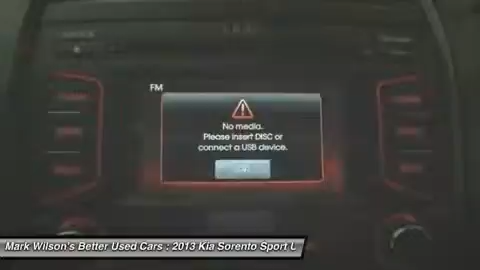 FM
No media.
Please insert DISC or
connect a USB device.
Mark Wilson's Better Used Cars : 2013 Kia Sorento Sport U